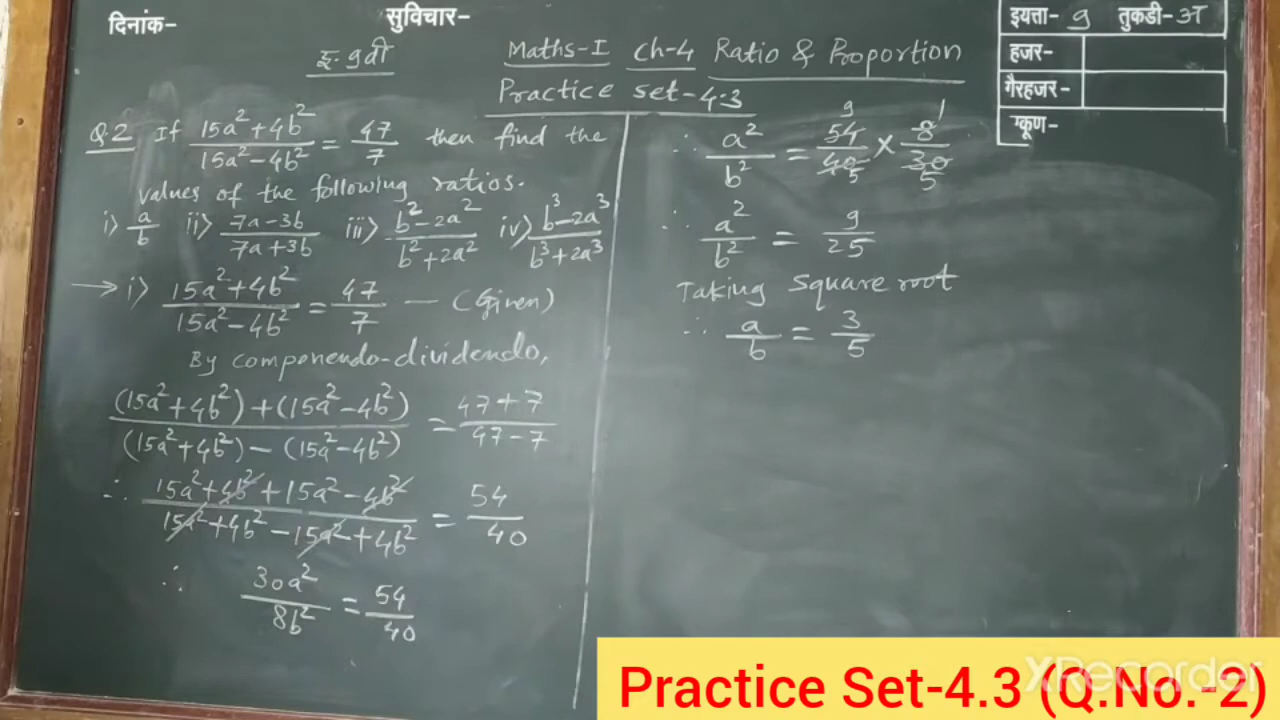 दिनांक-
सुविचार-
इयत्ता- 9 तुकडी- अ
हजर-
गैरहजर-
एकूण-
इ. 9वी
Maths-I Ch-4 Ratio & Proportion
Practice set-4.3
Q.2 If (15a²+4b²)/(15a²-4b²) = 47/7 then find the
values of the following ratios.
i) a/b ii) (7a-3b)/(7a+3b) iii) (b²-2a²)/(b²+2a²) iv) (b³-2a³)/(b³+2a³)
→ i) (15a²+4b²)/(15a²-4b²) = 47/7 — (Given)
By componendo-dividendo,
((15a²+4b²)+(15a²-4b²))/((15a²+4b²)-(15a²-4b²)) = (47+7)/(47-7)
∴ (15a²+4b²+15a²-4b²)/(15a²+4b²-15a²+4b²) = 54/40
∴ 30a²/8b² = 54/40
9 1
∴ a²/b² = 54/40 × 8/30
5 5
∴ a²/b² = 9/25
Taking Square root
∴ a/b = 3/5
Practice Set-4.3 (Q.No.-2)
XRecorder